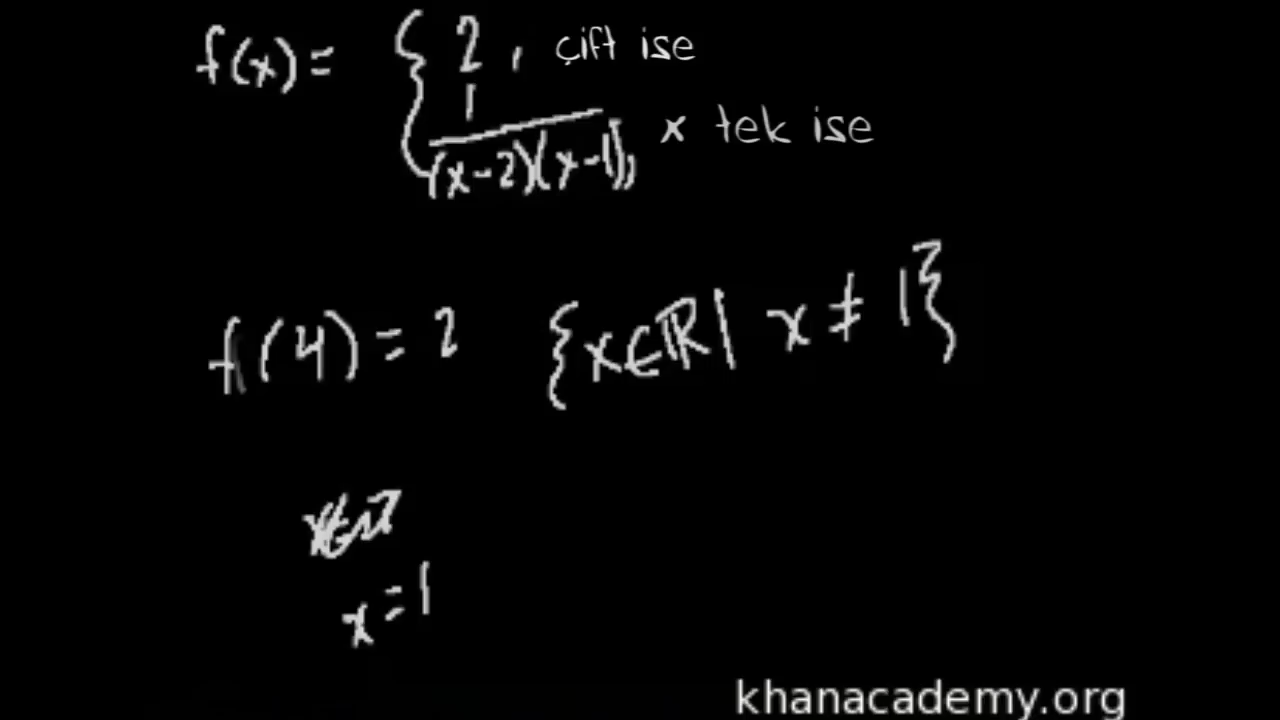 f(x) = { 2, çift ise
1/((x-2)(x-1)), x tek ise
f(4) = 2 {x∈ℝ| x ≠ 1}
x = 1
khanacademy.org